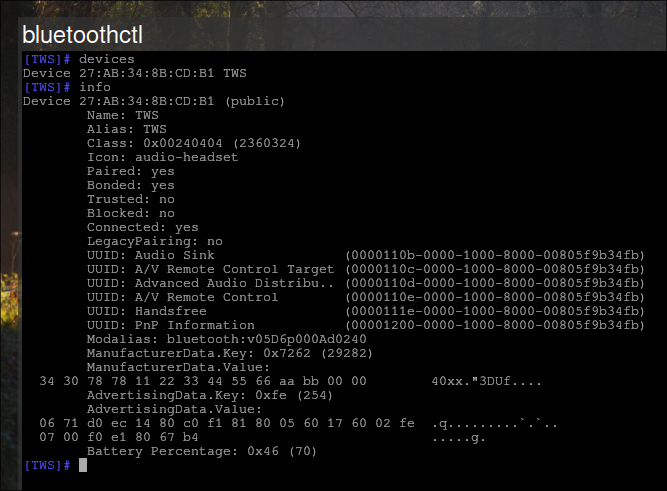 bluetoothctl
[TWS]# devices
Device 27:AB:34:8B:CD:B1 TWS
[TWS]# info
Device 27:AB:34:8B:CD:B1 (public)
Name: TWS
Alias: TWS
Class: 0x00240404 (2360324)
Icon: audio-headset
Paired: yes
Bonded: yes
Trusted: no
Blocked: no
Connected: yes
LegacyPairing: no
UUID: Audio Sink (0000110b-0000-1000-8000-00805f9b34fb)
UUID: A/V Remote Control Target (0000110c-0000-1000-8000-00805f9b34fb)
UUID: Advanced Audio Distribu.. (0000110d-0000-1000-8000-00805f9b34fb)
UUID: A/V Remote Control (0000110e-0000-1000-8000-00805f9b34fb)
UUID: Handsfree (0000111e-0000-1000-8000-00805f9b34fb)
UUID: PnP Information (00001200-0000-1000-8000-00805f9b34fb)
Modalias: bluetooth:v05D6p000Ad0240
ManufacturerData.Key: 0x7262 (29282)
ManufacturerData.Value:
34 30 78 78 11 22 33 44 55 66 aa bb 00 00 40xx."3DUf....
AdvertisingData.Key: 0xfe (254)
AdvertisingData.Value:
06 71 d0 ec 14 80 c0 f1 81 80 05 60 17 60 02 fe .q.........`.`..
07 00 f0 e1 80 67 b4 .....g.
Battery Percentage: 0x46 (70)
[TWS]#